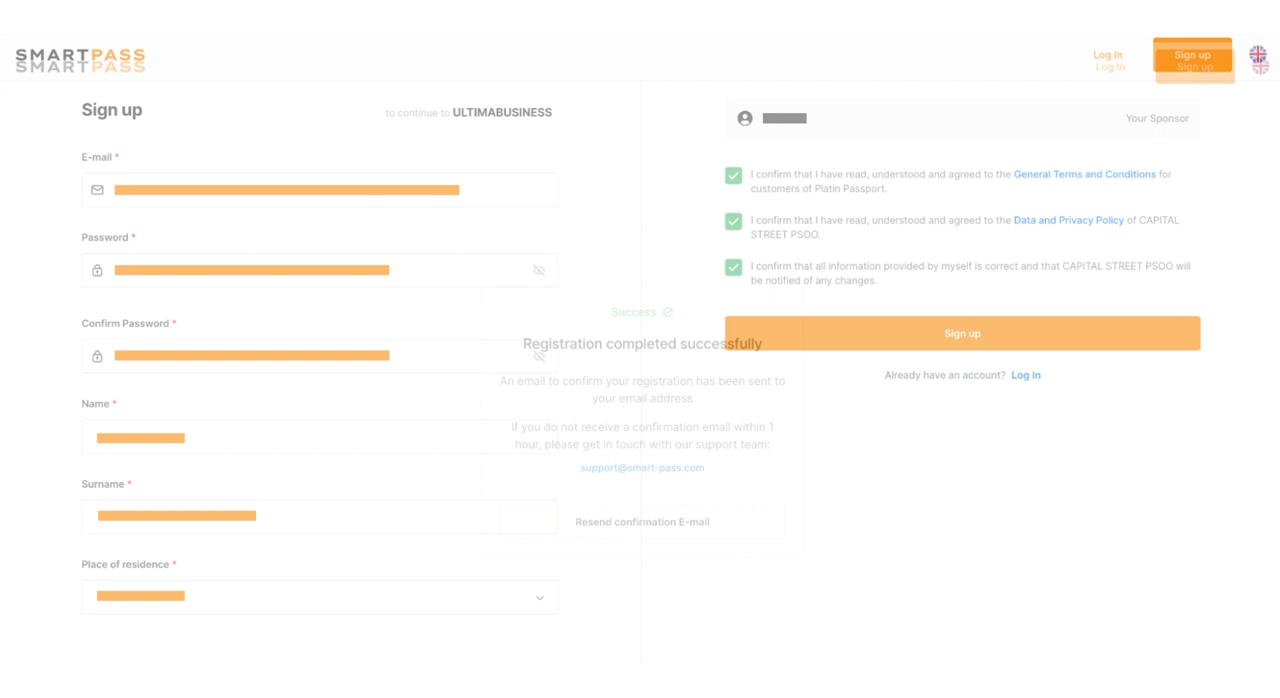 SMARTPASS
SMARTPASS
Log In
Log In
Sign up
Sign up
Sign up
to continue to ULTIMABUSINESS
E-mail *
Password *
Confirm Password *
Name *
Surname *
Place of residence *
Your Sponsor
I confirm that I have read, understood and agreed to the General Terms and Conditions for
customers of Platin Passport.
I confirm that I have read, understood and agreed to the Data and Privacy Policy of CAPITAL
STREET PSOO.
I confirm that all information provided by myself is correct and that CAPITAL STREET PSOO will
be notified of any changes.
Sign up
Already have an account? Log In
Success
Registration completed successfully
An email to confirm your registration has been sent to
your email address
If you do not receive a confirmation email within 1
hour, please get in touch with our support team:
support@smart-pass.com
Resend confirmation E-mail